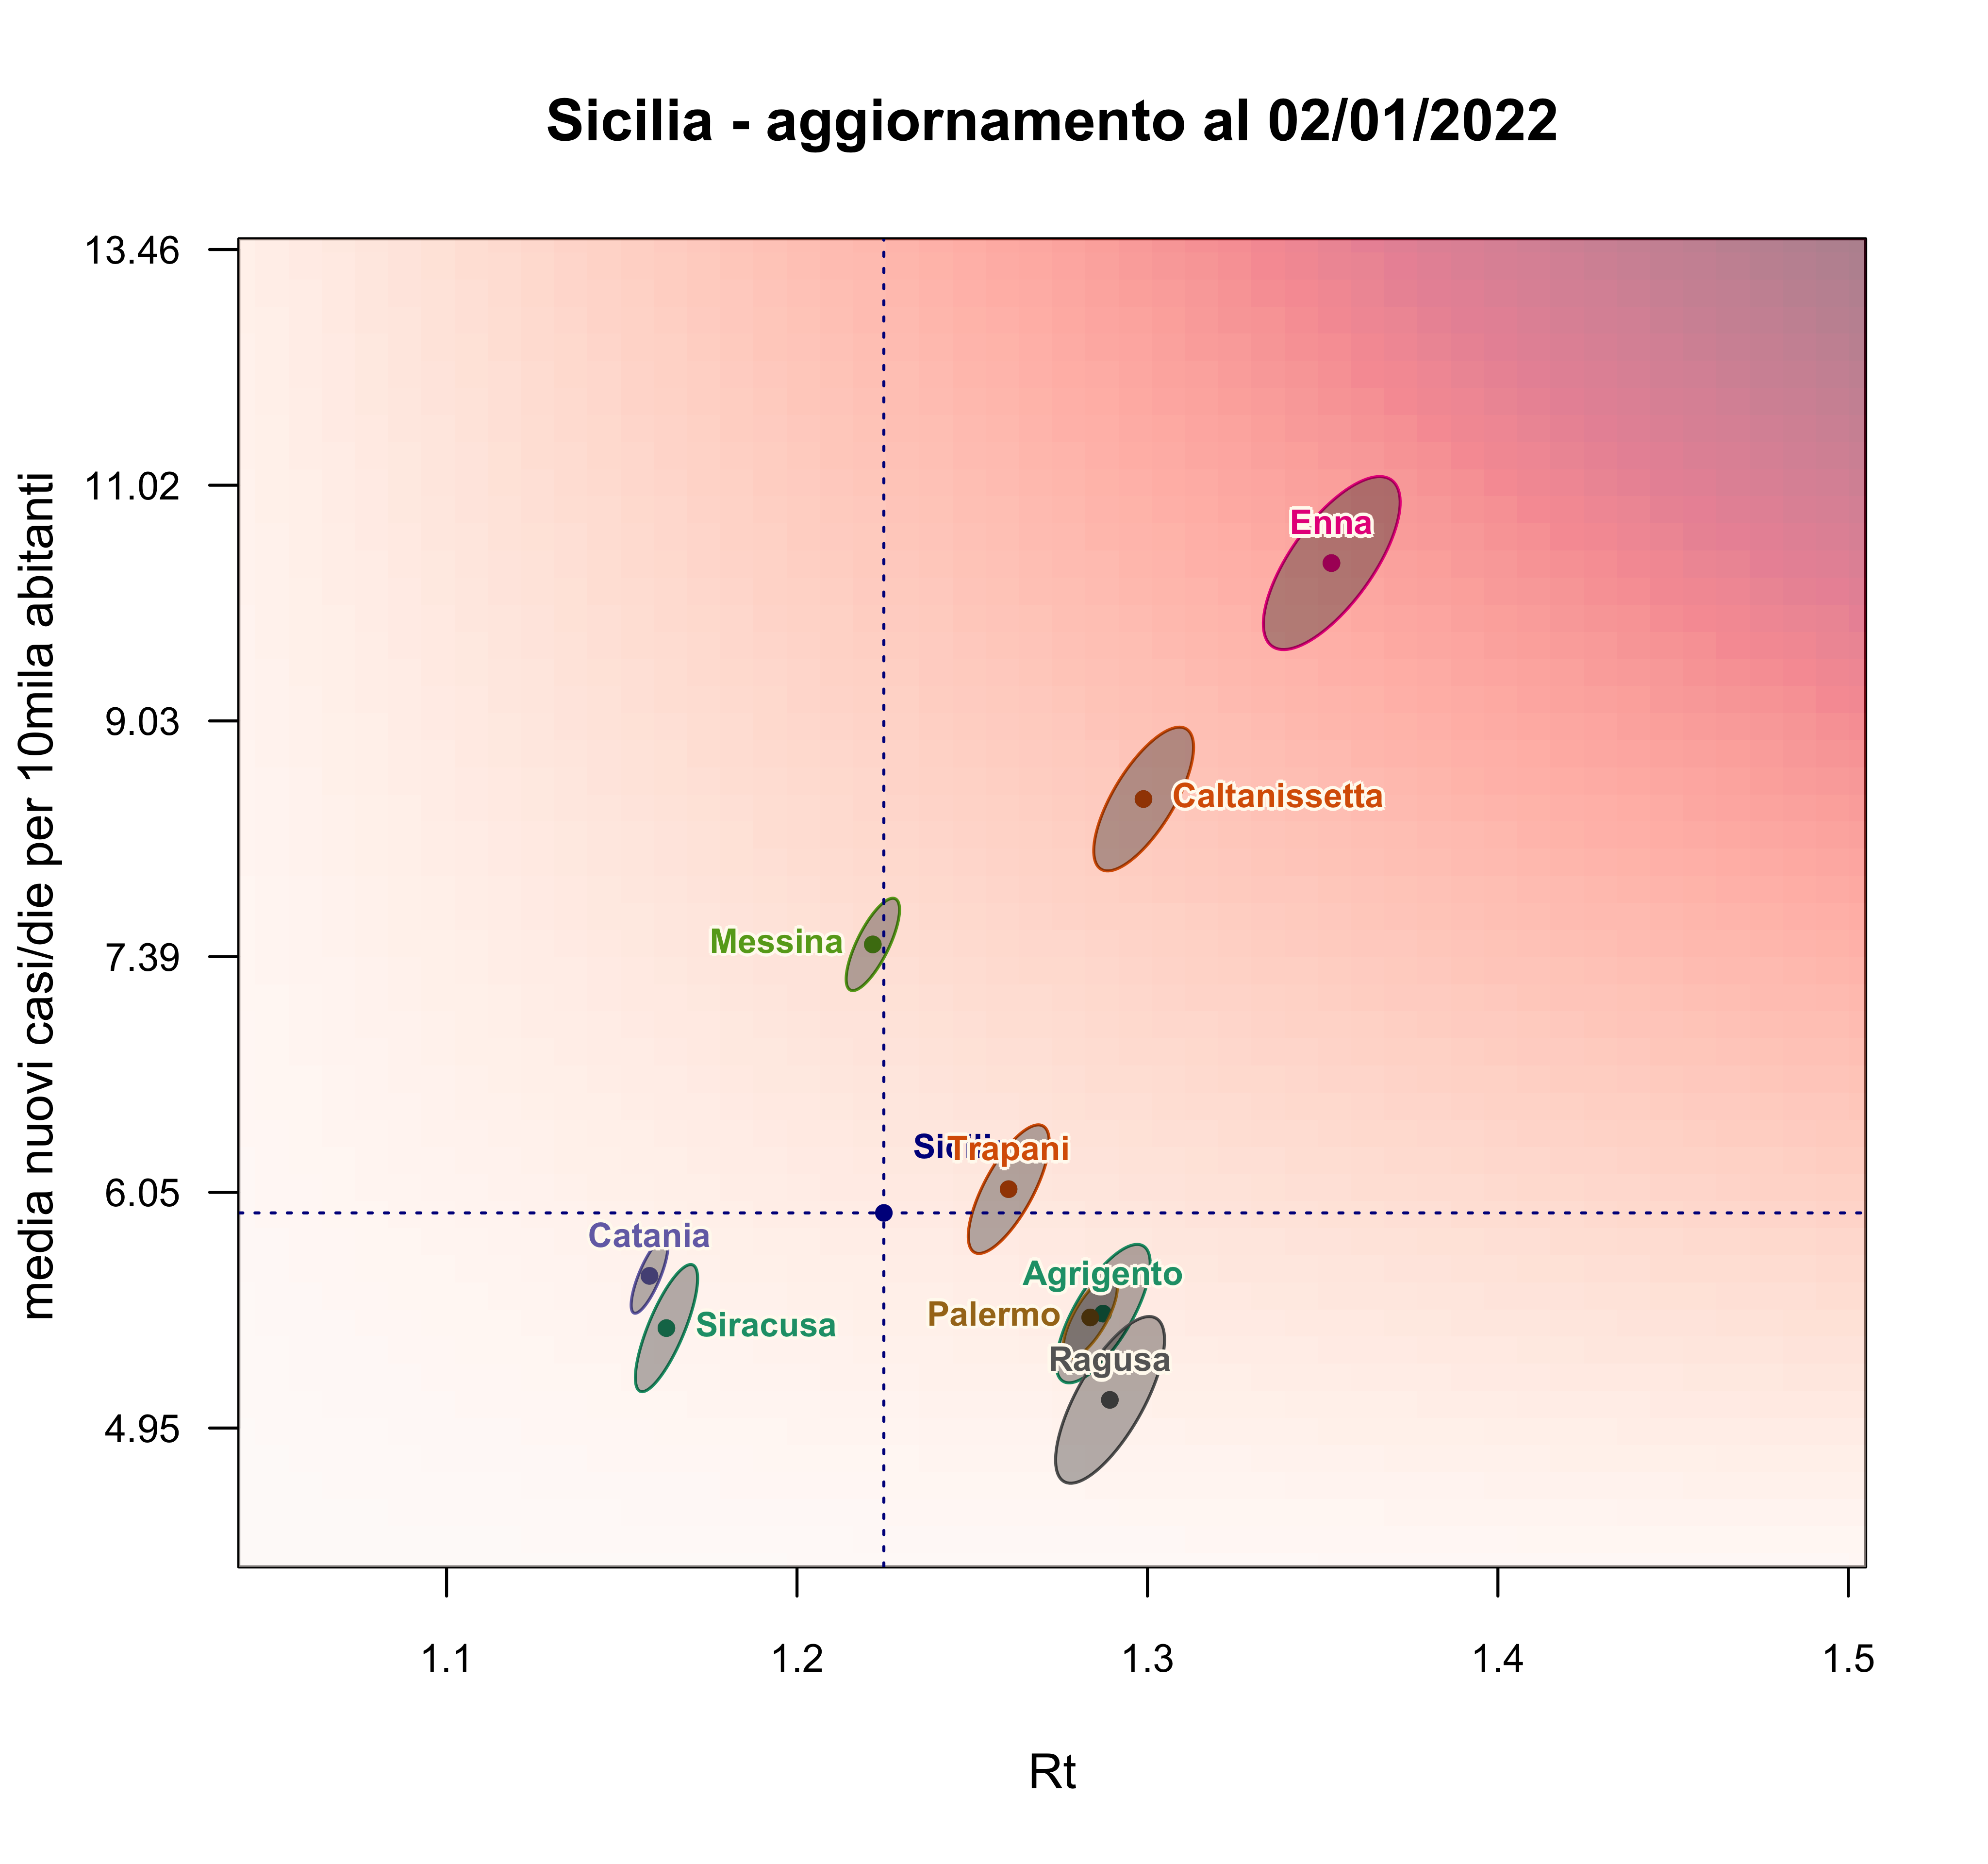 Sicilia - aggiornamento al 02/01/2022
media nuovi casi/die per 10mila abitanti
13.46
11.02
9.03
7.39
6.05
4.95
Enna
Caltanissetta
Messina
Trapani
Catania
Agrigento
Palermo
Siracusa
Ragusa
1.1
1.2
1.3
1.4
1.5
Rt